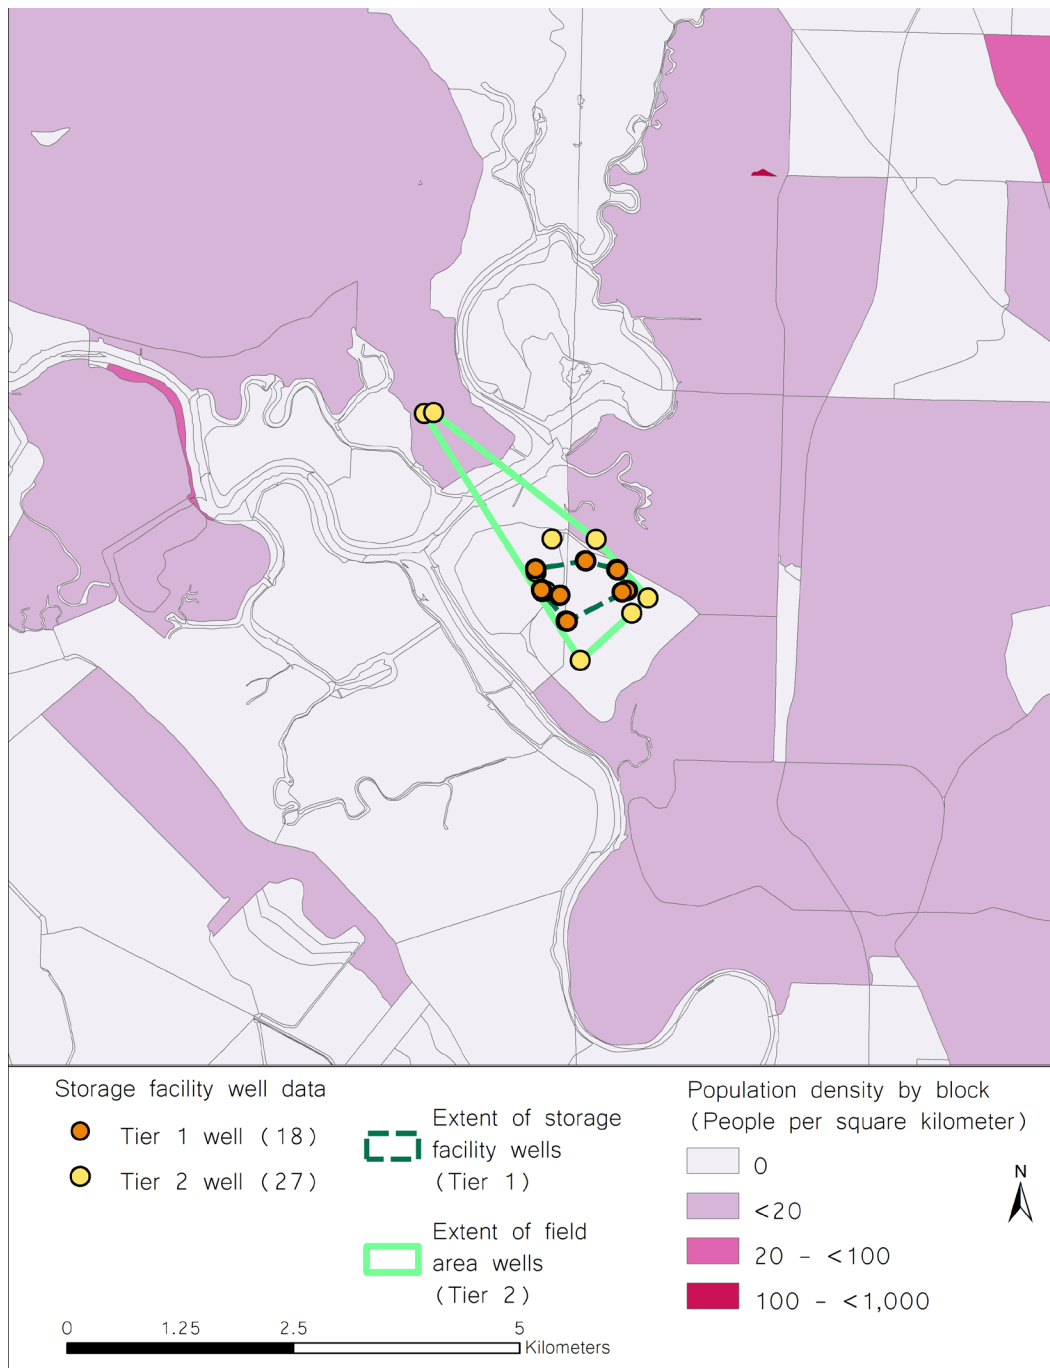 Storage facility well data
Tier 1 well (18)
Tier 2 well (27)
Extent of storage
facility wells
(Tier 1)
Extent of field
area wells
(Tier 2)
Population density by block
(People per square kilometer)
0
<20
20 - <100
100 - <1,000
N
0 1.25 2.5 5
Kilometers